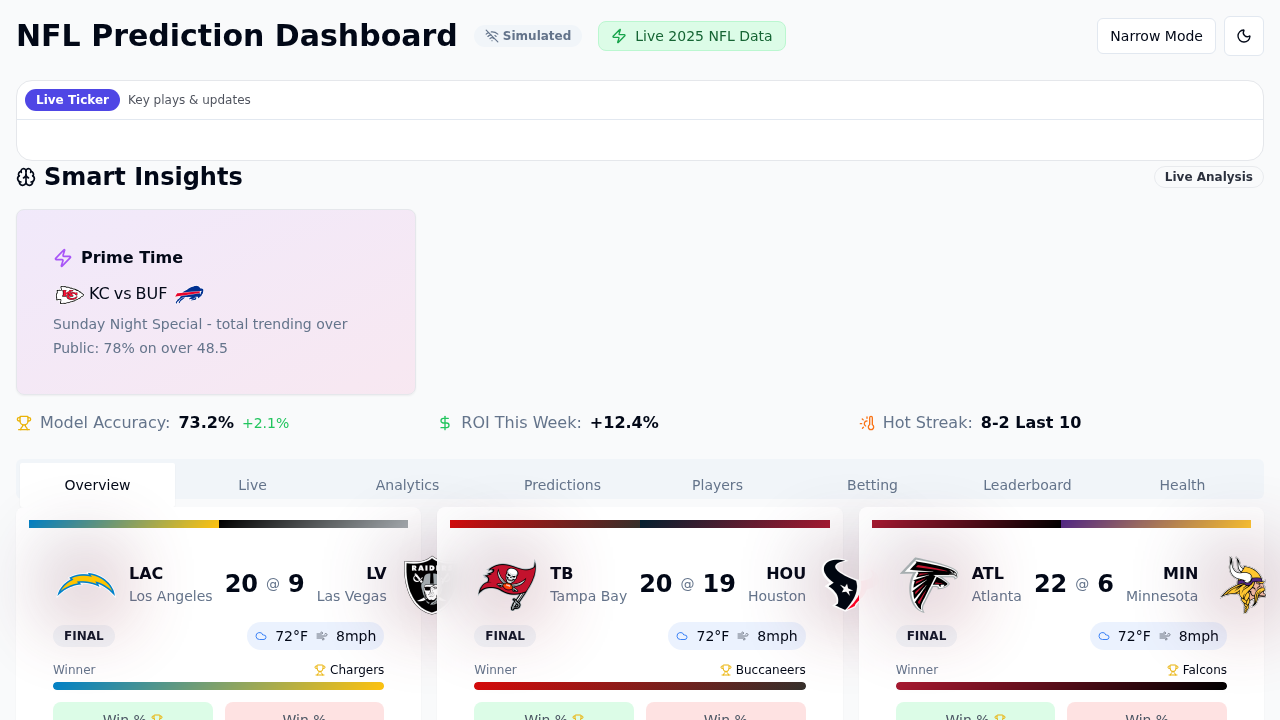 NFL Prediction Dashboard
Simulated
Live 2025 NFL Data
Narrow Mode
Live Ticker
Key plays & updates
Smart Insights
Live Analysis
Prime Time
KC vs BUF
Sunday Night Special - total trending over
Public: 78% on over 48.5
Model Accuracy: 73.2% +2.1%
ROI This Week: +12.4%
Hot Streak: 8-2 Last 10
Overview
Live
Analytics
Predictions
Players
Betting
Leaderboard
Health
LAC
Los Angeles
20 @ 9
LV
Las Vegas
RAID
FINAL
72°F 8mph
Winner
Chargers
Win %
Win %
TB
Tampa Bay
20 @ 19
HOU
Houston
FINAL
72°F 8mph
Winner
Buccaneers
Win %
Win %
ATL
Atlanta
22 @ 6
MIN
Minnesota
FINAL
72°F 8mph
Winner
Falcons
Win %
Win %